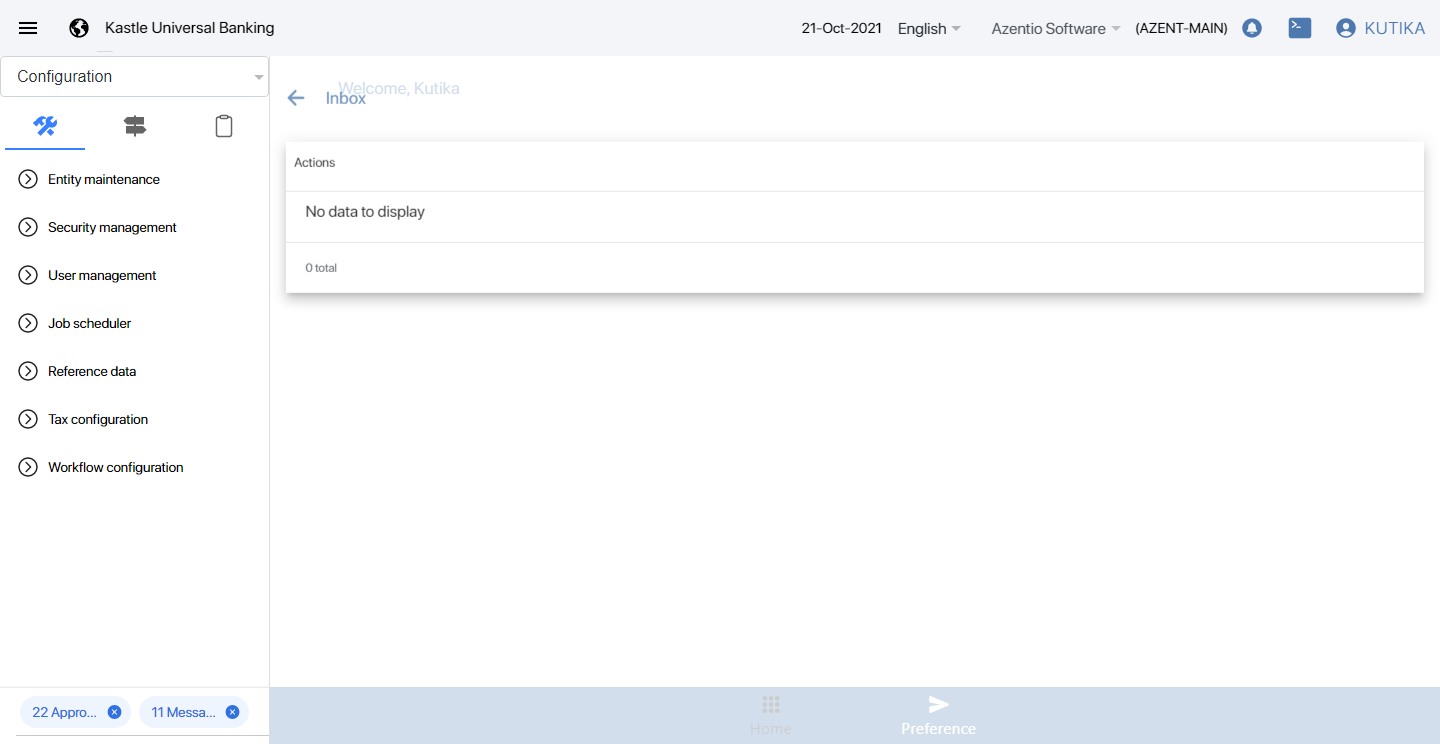 Kastle Universal Banking
21-Oct-2021 English Azentio Software (AZENT-MAIN) KUTIKA
Configuration
Welcome, Kutika
Inbox
Actions
No data to display
0 total
Entity maintenance
Security management
User management
Job scheduler
Reference data
Tax configuration
Workflow configuration
22 Appro...
11 Messa...
Home
Preference